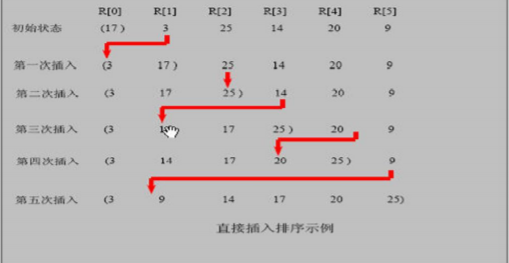 R[0] R[1] R[2] R[3] R[4] R[5]
初始状态 (17) 3 25 14 20 9
第一次插入 (3 17) 25 14 20 9
第二次插入 (3 17 25) 14 20 9
第三次插入 (3 17 25) 20 9
第四次插入 (3 14 17 20 25) 9
第五次插入 (3 9 14 17 20 25)
直接插入排序示例